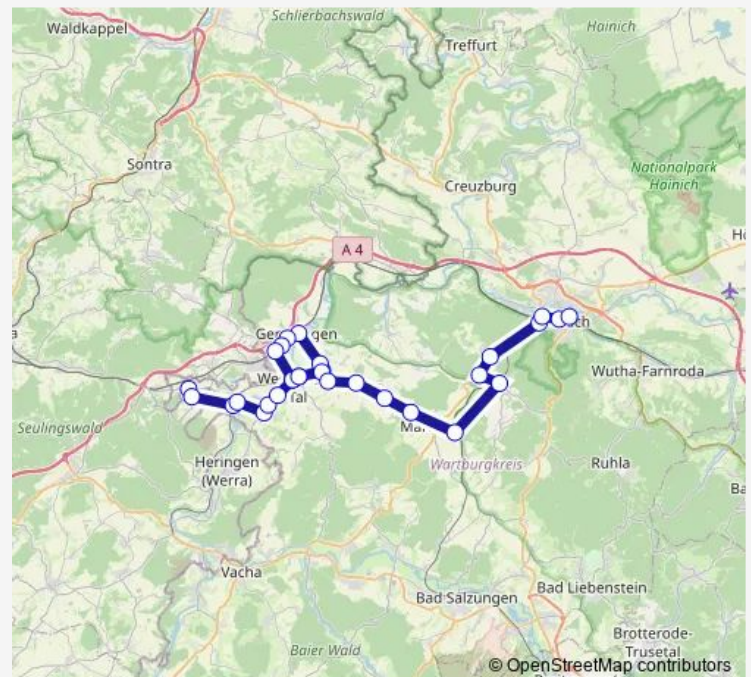 Schlierbachswald
Waldkappel
Hainich
Treffurt
Sontra
Nationalpark
Hainich
Creuzburg
A 4
Wutha-Farnroda
Seulingswald
Heringen
(Werra)
Wartburgkreis
Ruhla
Vacha
Bad Salzungen
Bad Liebenstein
Brotterode-
Trusetal
Baier Wald
© OpenStreetMap contributors